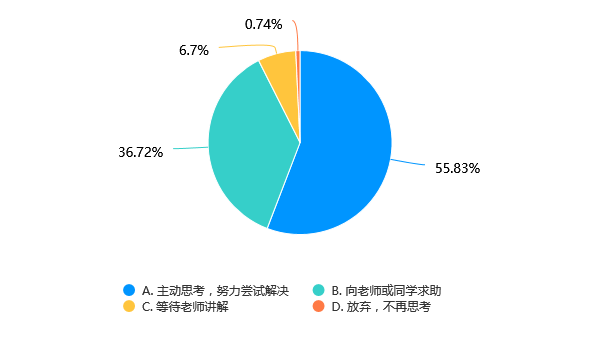 0.74%
6.7%
36.72%
55.83%
A. 主动思考，努力尝试解决
B. 向老师或同学求助
C. 等待老师讲解
D. 放弃，不再思考